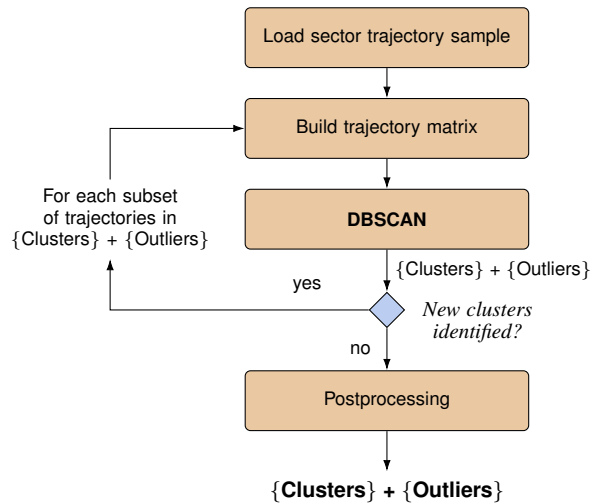 Load sector trajectory sample
Build trajectory matrix
For each subset
of trajectories in
{Clusters} + {Outliers}
DBSCAN
{Clusters} + {Outliers}
yes
New clusters
identified?
no
Postprocessing
{Clusters} + {Outliers}